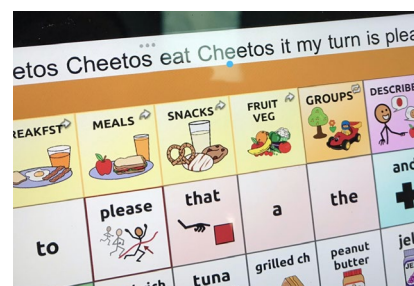 etos Cheetos eat Cheetos it my turn is plea
REAKFST MEALS SNACKS FRUIT VEG GROUPS DESCRIBE
to please that a the and
tuna grilled ch peanut butter jel